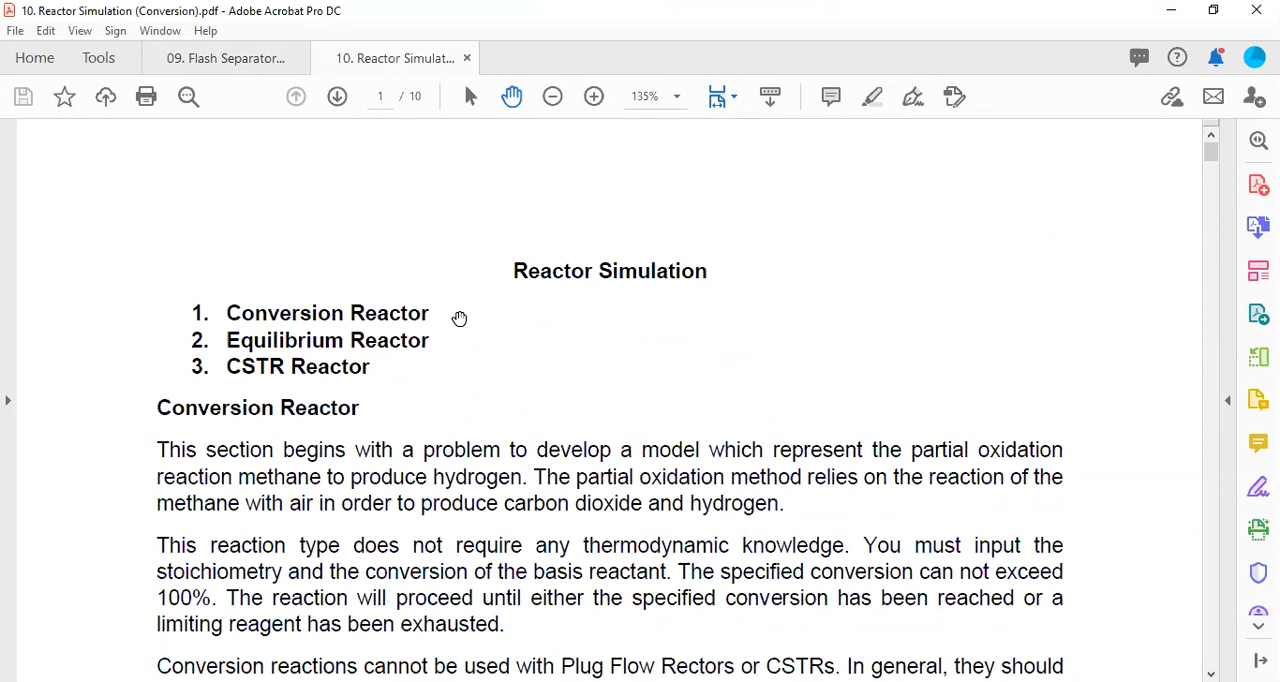 10. Reactor Simulation (Conversion).pdf - Adobe Acrobat Pro DC
File Edit View Sign Window Help
Home Tools 09. Flash Separator... 10. Reactor Simulat... ×
1 / 10 135%
Reactor Simulation
1. Conversion Reactor
2. Equilibrium Reactor
3. CSTR Reactor
Conversion Reactor
This section begins with a problem to develop a model which represent the partial oxidation
reaction methane to produce hydrogen. The partial oxidation method relies on the reaction of the
methane with air in order to produce carbon dioxide and hydrogen.
This reaction type does not require any thermodynamic knowledge. You must input the
stoichiometry and the conversion of the basis reactant. The specified conversion can not exceed
100%. The reaction will proceed until either the specified conversion has been reached or a
limiting reagent has been exhausted.
Conversion reactions cannot be used with Plug Flow Rectors or CSTRs. In general, they should